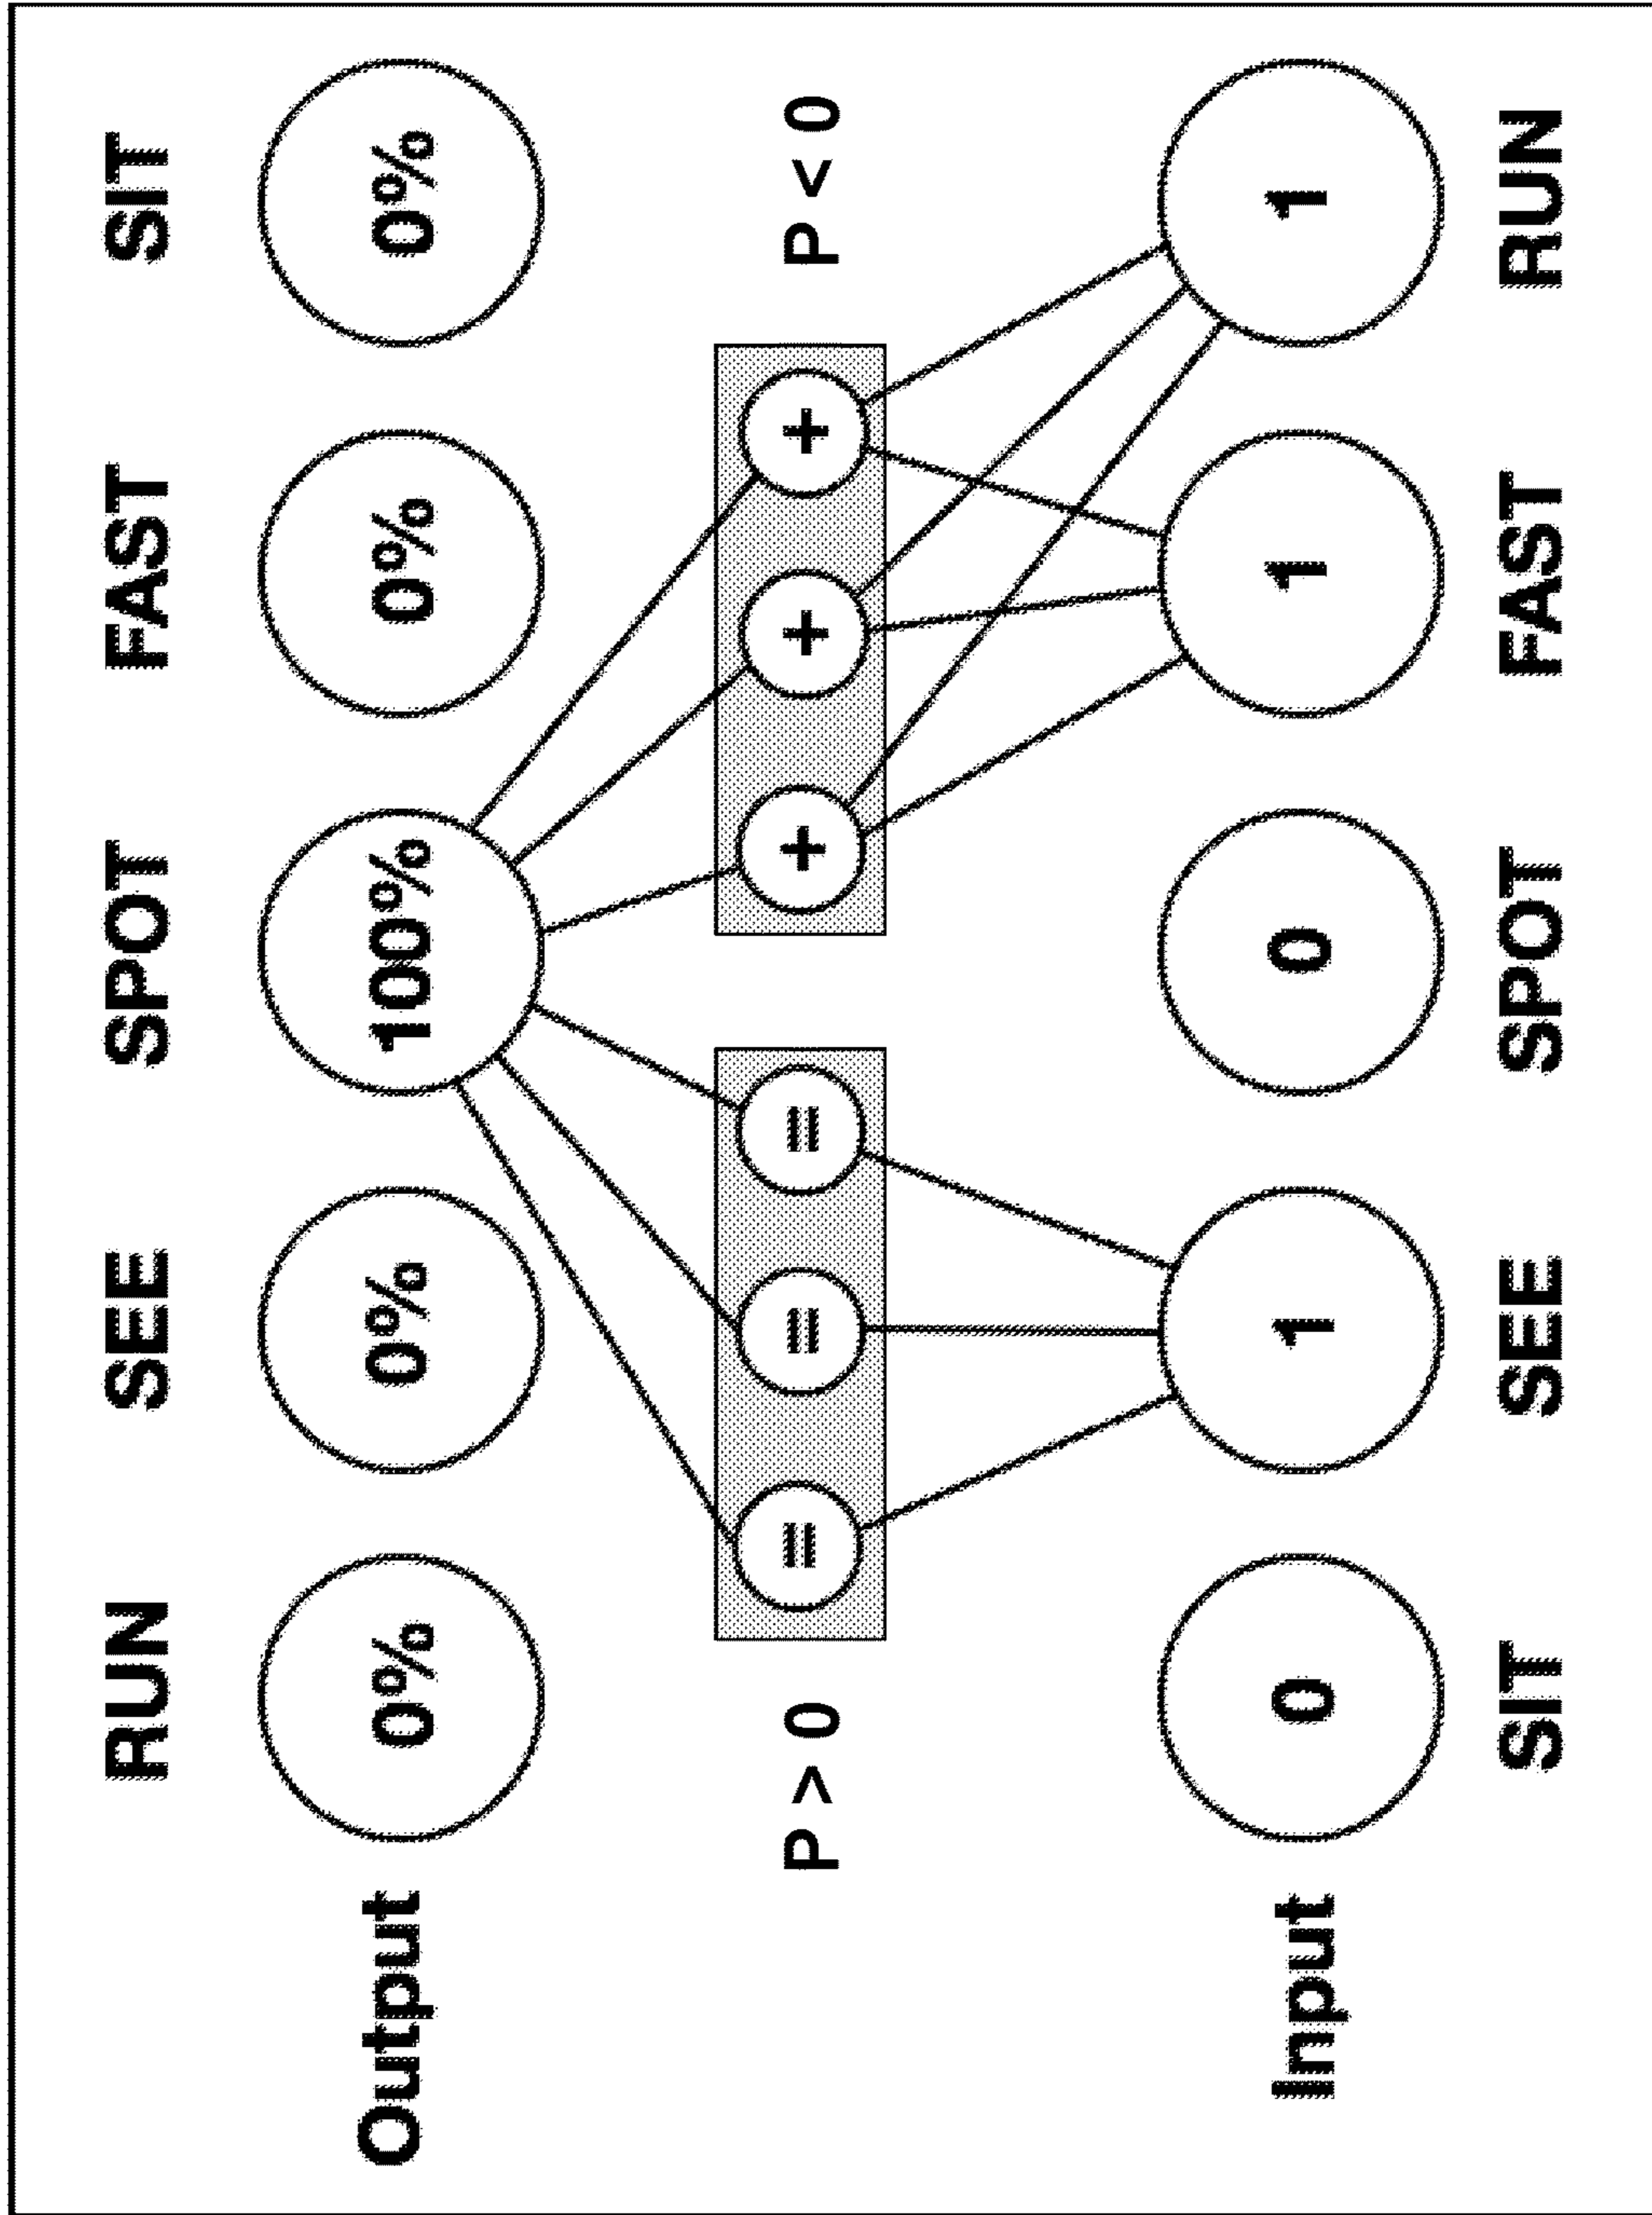 RUN SEE SPOT FAST SIT
Output 0% 0% 100% 0% 0%
P > 0 = = = + + + P < 0
Input 0 1 0 1 1
SIT SEE SPOT FAST RUN